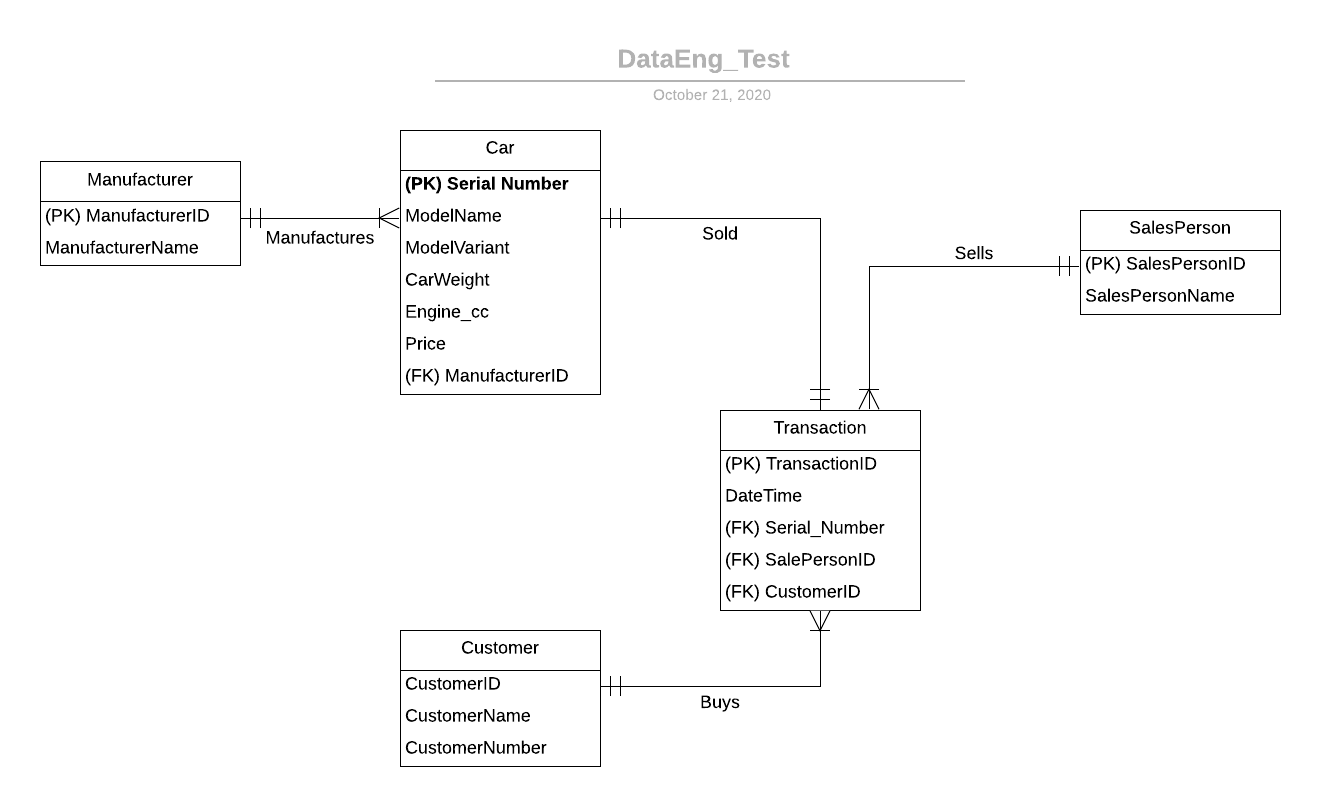 DataEng_Test
October 21, 2020
Manufacturer
(PK) ManufacturerID
ManufacturerName
Manufactures
Car
(PK) Serial Number
ModelName
ModelVariant
CarWeight
Engine_cc
Price
(FK) ManufacturerID
Sold
Sells
SalesPerson
(PK) SalesPersonID
SalesPersonName
Transaction
(PK) TransactionID
DateTime
(FK) Serial_Number
(FK) SalePersonID
(FK) CustomerID
Customer
CustomerID
CustomerName
CustomerNumber
Buys